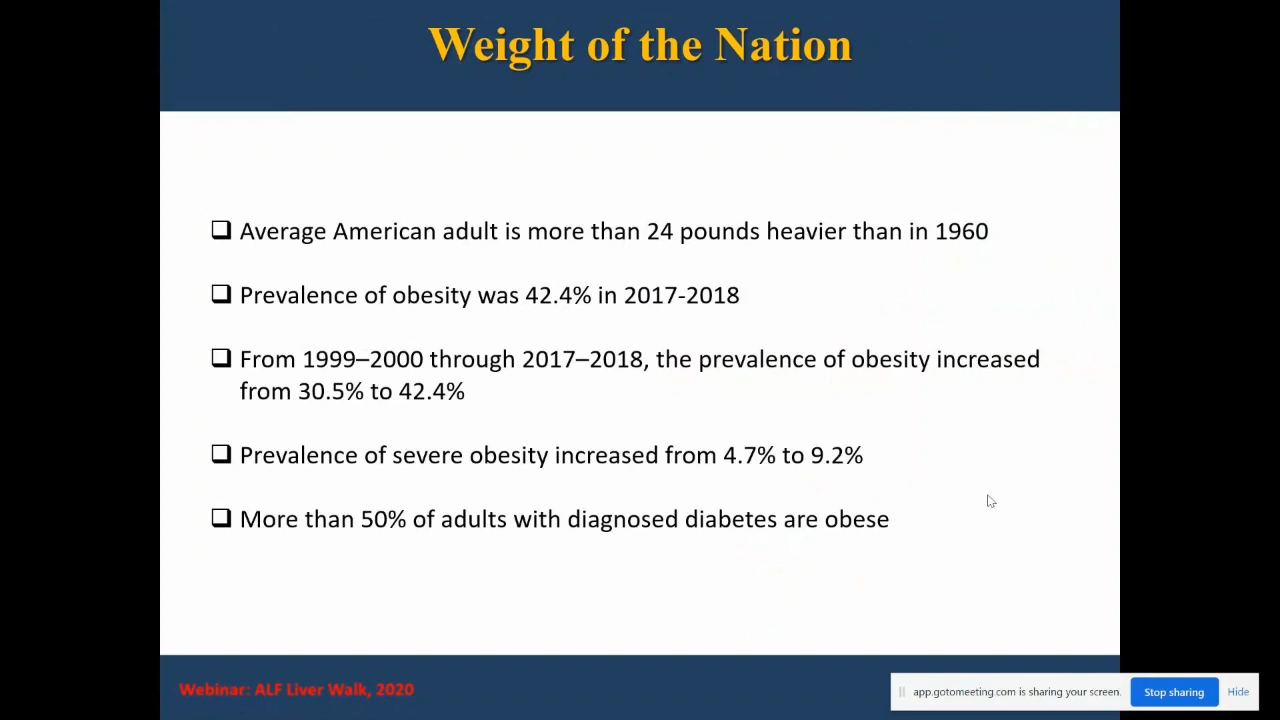 Weight of the Nation
Average American adult is more than 24 pounds heavier than in 1960
Prevalence of obesity was 42.4% in 2017-2018
From 1999–2000 through 2017–2018, the prevalence of obesity increased
from 30.5% to 42.4%
Prevalence of severe obesity increased from 4.7% to 9.2%
More than 50% of adults with diagnosed diabetes are obese
Webinar: ALF Liver Walk, 2020
app.gotomeeting.com is sharing your screen.
Stop sharing
Hide